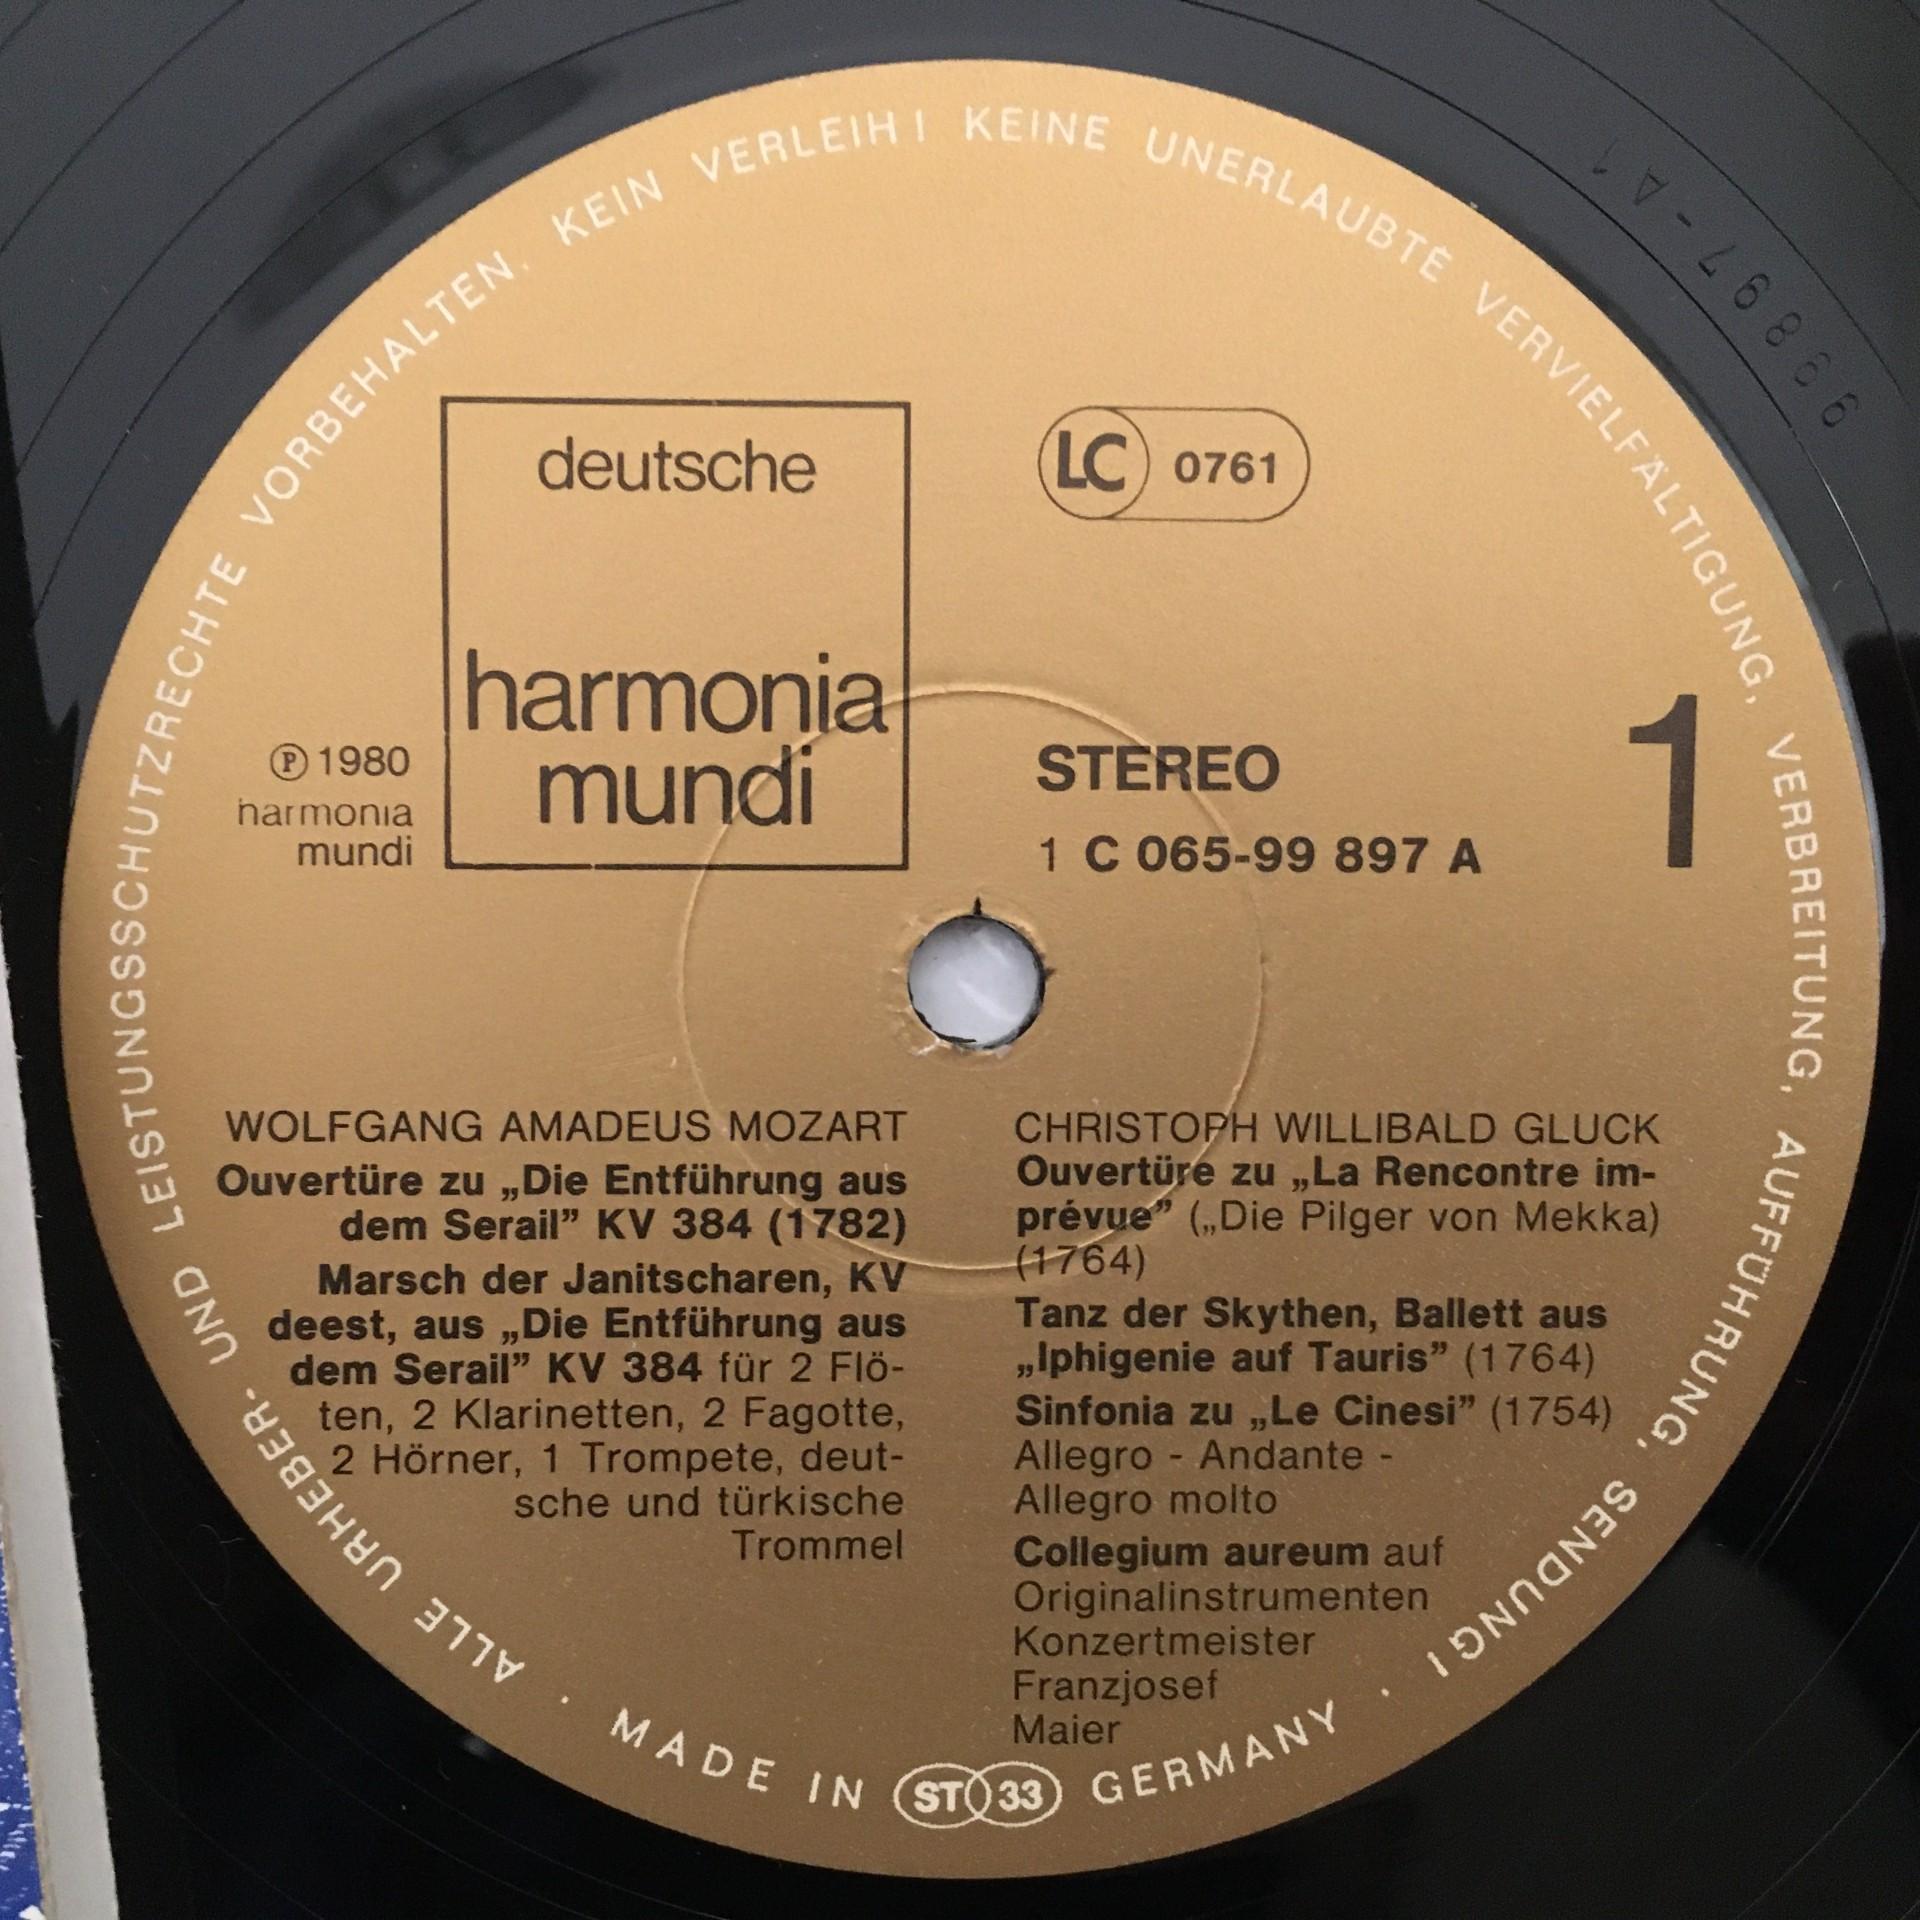 ALLE URHEBER- UND LEISTUNGSSCHUTZRECHTE VORBEHALTEN. KEIN VERLEIH! KEINE UNERLAUBTE VERVIELFÄLTIGUNG, VERBREITUNG, AUFFÜHRUNG, SENDUNG!
99897-A1
deutsche
harmonia
mundi
LC 0761
℗ 1980
harmonia
mundi
STEREO
1 C 065-99 897 A
1
WOLFGANG AMADEUS MOZART
Ouvertüre zu „Die Entführung aus
dem Serail” KV 384 (1782)
Marsch der Janitscharen, KV
deest, aus „Die Entführung aus
dem Serail” KV 384 für 2 Flö-
ten, 2 Klarinetten, 2 Fagotte,
2 Hörner, 1 Trompete, deut-
sche und türkische
Trommel
CHRISTOPH WILLIBALD GLUCK
Ouvertüre zu „La Rencontre im-
prévue” („Die Pilger von Mekka)
(1764)
Tanz der Skythen, Ballett aus
„Iphigenie auf Tauris” (1764)
Sinfonia zu „Le Cinesi” (1754)
Allegro - Andante -
Allegro molto
Collegium aureum auf
Originalinstrumenten
Konzertmeister
Franzjosef
Maier
· MADE IN ST 33 GERMANY ·